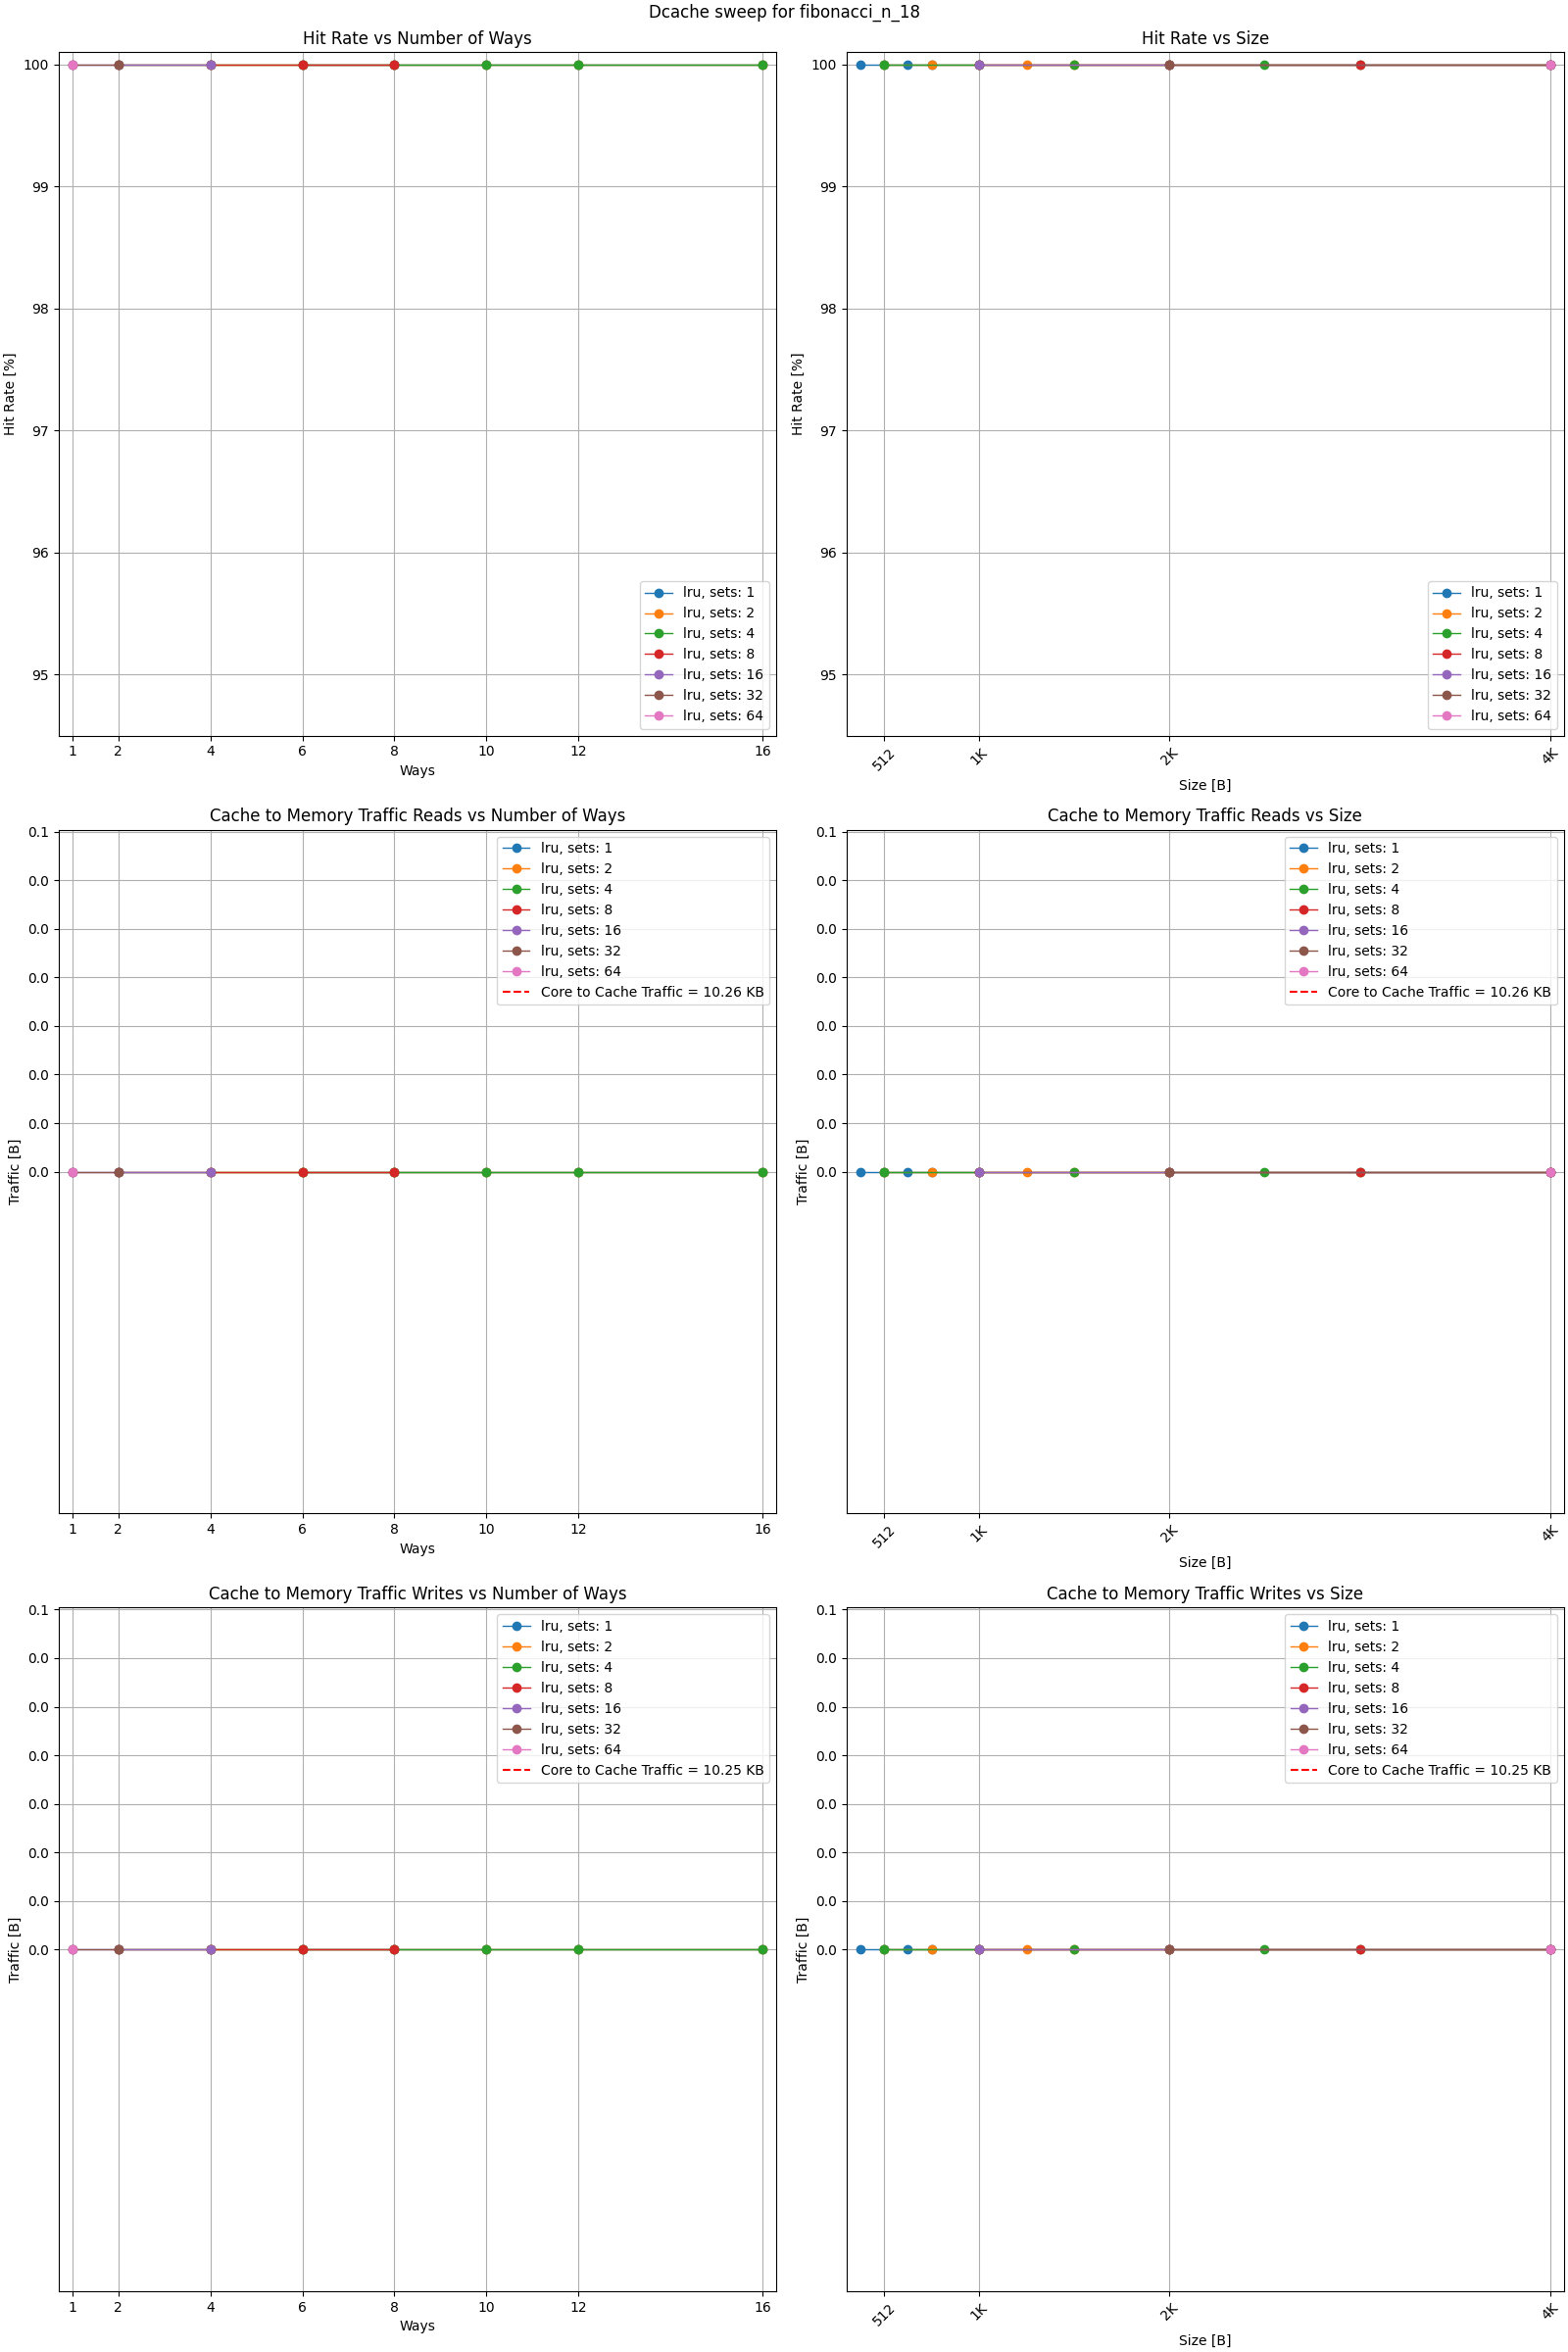 Dcache sweep for fibonacci_n_18
Hit Rate vs Number of Ways
100
99
98
97
96
95
Hit Rate [%]
lru, sets: 1
lru, sets: 2
lru, sets: 4
lru, sets: 8
lru, sets: 16
lru, sets: 32
lru, sets: 64
1 2 4 6 8 10 12 16
Ways
Hit Rate vs Size
100
99
98
97
96
95
Hit Rate [%]
lru, sets: 1
lru, sets: 2
lru, sets: 4
lru, sets: 8
lru, sets: 16
lru, sets: 32
lru, sets: 64
512 1K 2K 4K
Size [B]
Cache to Memory Traffic Reads vs Number of Ways
0.1
0.0
0.0
0.0
0.0
0.0
0.0
0.0
Traffic [B]
lru, sets: 1
lru, sets: 2
lru, sets: 4
lru, sets: 8
lru, sets: 16
lru, sets: 32
lru, sets: 64
Core to Cache Traffic = 10.26 KB
1 2 4 6 8 10 12 16
Ways
Cache to Memory Traffic Reads vs Size
0.1
0.0
0.0
0.0
0.0
0.0
0.0
0.0
Traffic [B]
lru, sets: 1
lru, sets: 2
lru, sets: 4
lru, sets: 8
lru, sets: 16
lru, sets: 32
lru, sets: 64
Core to Cache Traffic = 10.26 KB
512 1K 2K 4K
Size [B]
Cache to Memory Traffic Writes vs Number of Ways
0.1
0.0
0.0
0.0
0.0
0.0
0.0
0.0
Traffic [B]
lru, sets: 1
lru, sets: 2
lru, sets: 4
lru, sets: 8
lru, sets: 16
lru, sets: 32
lru, sets: 64
Core to Cache Traffic = 10.25 KB
1 2 4 6 8 10 12 16
Ways
Cache to Memory Traffic Writes vs Size
0.1
0.0
0.0
0.0
0.0
0.0
0.0
0.0
Traffic [B]
lru, sets: 1
lru, sets: 2
lru, sets: 4
lru, sets: 8
lru, sets: 16
lru, sets: 32
lru, sets: 64
Core to Cache Traffic = 10.25 KB
512 1K 2K 4K
Size [B]